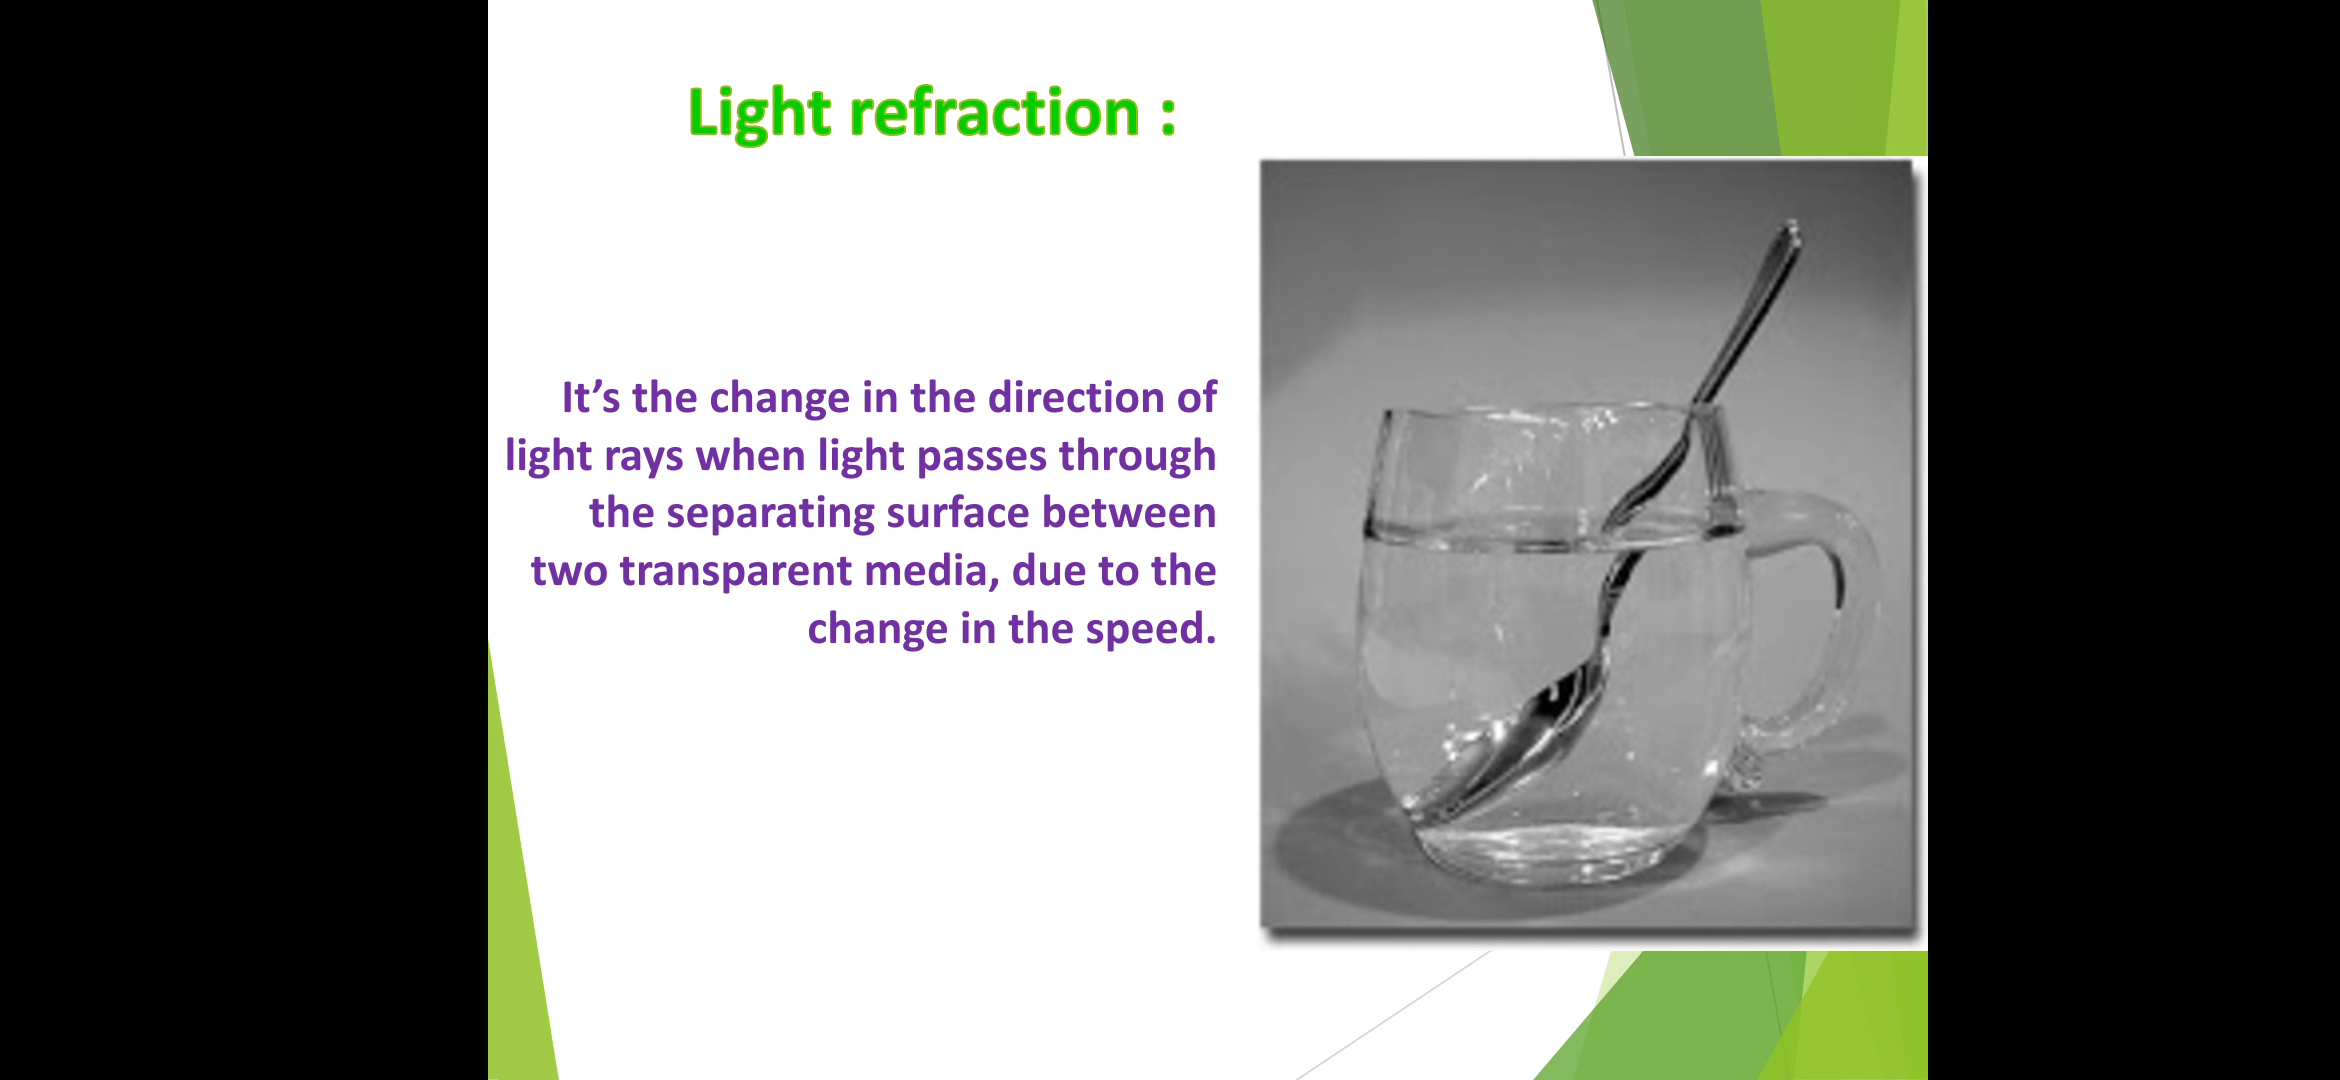 Light refraction :
It’s the change in the direction of
light rays when light passes through
the separating surface between
two transparent media, due to the
change in the speed.